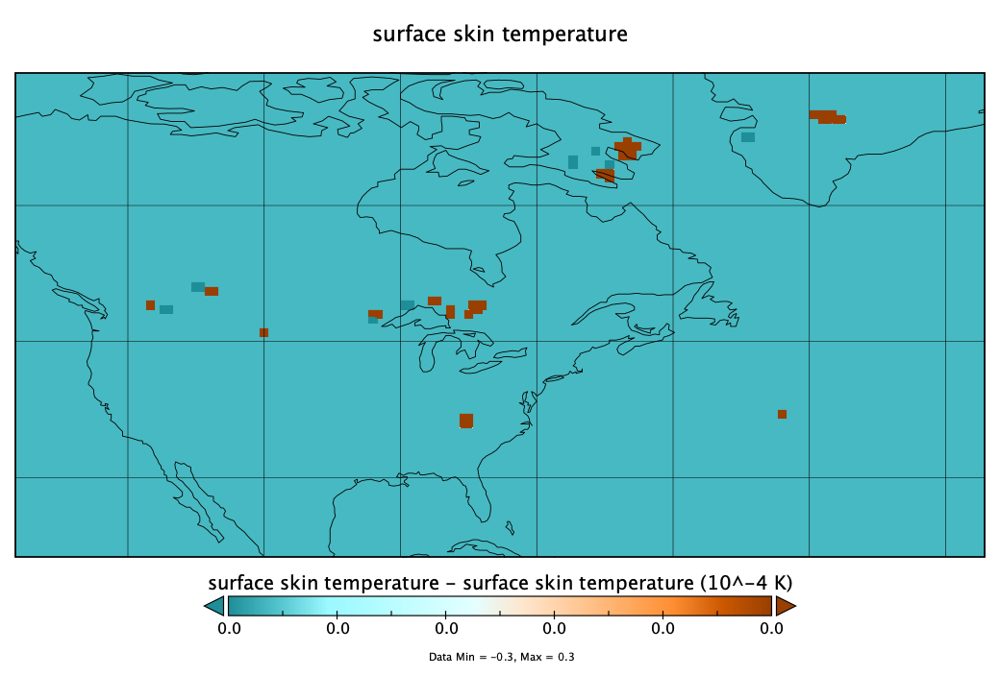 surface skin temperature
surface skin temperature – surface skin temperature (10^–4 K)
0.0 0.0 0.0 0.0 0.0 0.0
Data Min = –0.3, Max = 0.3